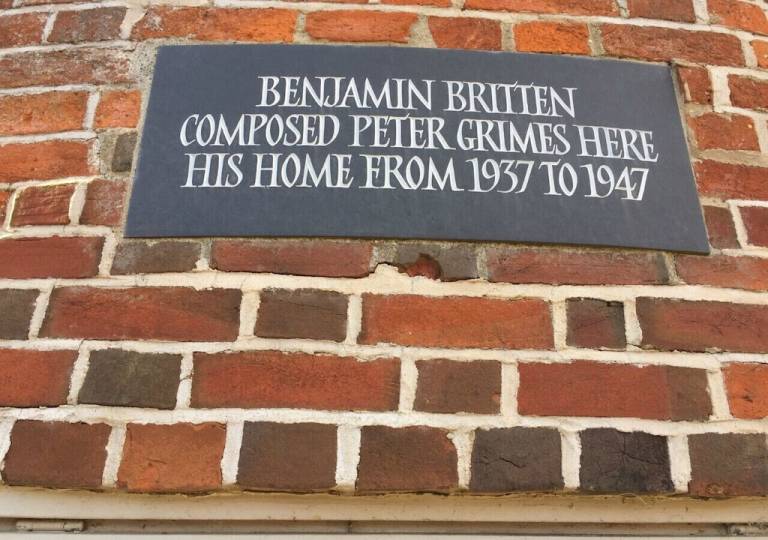 BENJAMIN BRITTEN
COMPOSED PETER GRIMES HERE
HIS HOME FROM 1937 TO 1947